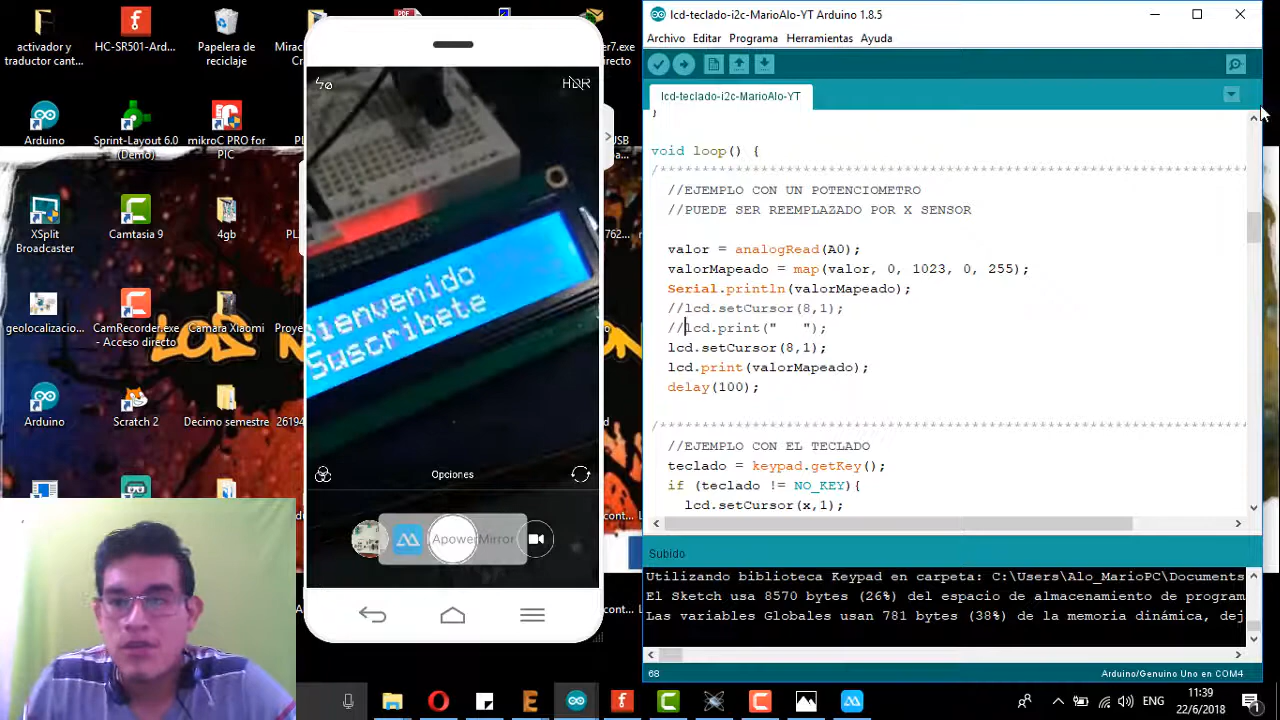 activador y
traductor cant...
HC-SR501-Ard...
Papelera de
reciclaje
Arduino
Sprint-Layout 6.0
(Demo)
mikroC PRO for
PIC
XSplit
Broadcaster
Camtasia 9
4gb
geolocalizacio...
CamRecorder.exe
- Acceso directo
Camara Xiaomi
Arduino
Scratch 2
Decimo semestre
HDR
Bienvenido
Suscribete
Opciones
ApowerMirror
lcd-teclado-i2c-MarioAlo-YT Arduino 1.8.5
Archivo Editar Programa Herramientas Ayuda
lcd-teclado-i2c-MarioAlo-YT
}
void loop() {
/*********************************************************************
//EJEMPLO CON UN POTENCIOMETRO
//PUEDE SER REEMPLAZADO POR X SENSOR
valor = analogRead(A0);
valorMapeado = map(valor, 0, 1023, 0, 255);
Serial.println(valorMapeado);
//lcd.setCursor(8,1);
//lcd.print("   ");
lcd.setCursor(8,1);
lcd.print(valorMapeado);
delay(100);
/*********************************************************************
//EJEMPLO CON EL TECLADO
teclado = keypad.getKey();
if (teclado != NO_KEY){
lcd.setCursor(x,1);
Subido
Utilizando biblioteca Keypad en carpeta: C:\Users\Alo_MarioPC\Documents
El Sketch usa 8570 bytes (26%) del espacio de almacenamiento de program
Las variables Globales usan 781 bytes (38%) de la memoria dinámica, dej
68
Arduino/Genuino Uno en COM4
ENG
11:39
22/6/2018